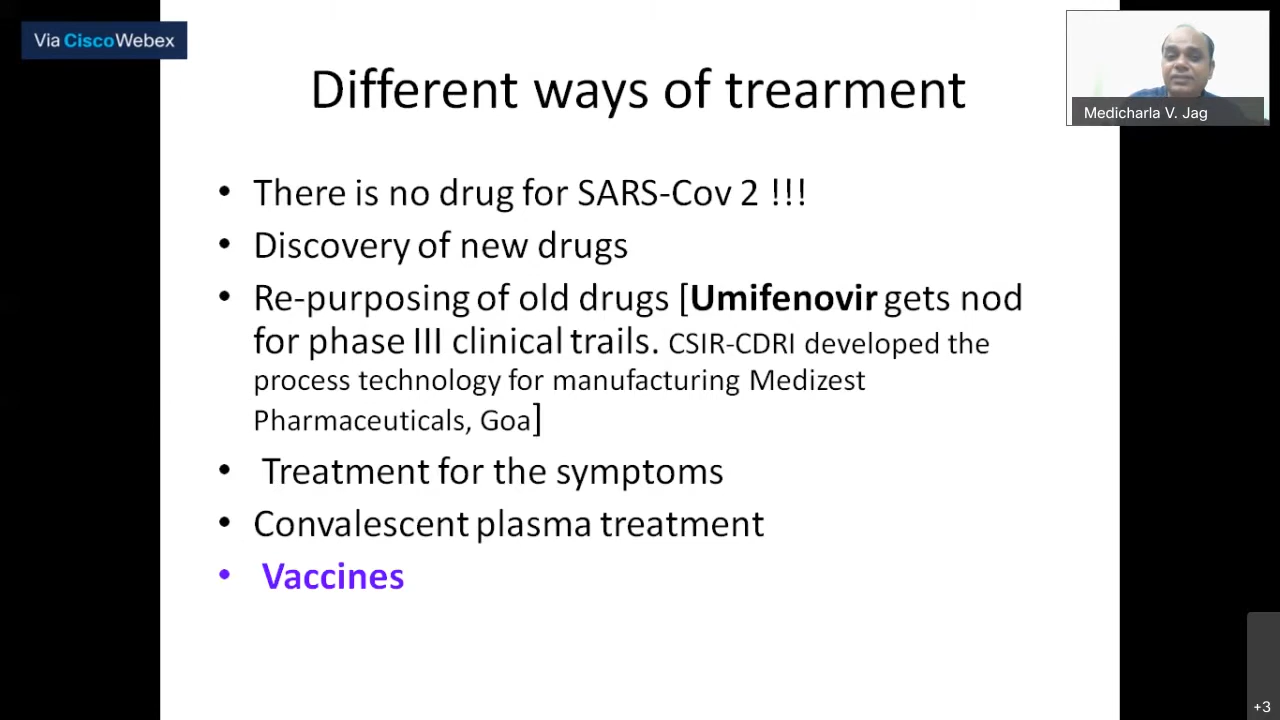 Via CiscoWebex
Different ways of trearment
Medicharla V. Jag
• There is no drug for SARS-Cov 2 !!!
• Discovery of new drugs
• Re-purposing of old drugs [Umifenovir gets nod
for phase III clinical trails. CSIR-CDRI developed the
process technology for manufacturing Medizest
Pharmaceuticals, Goa]
• Treatment for the symptoms
• Convalescent plasma treatment
• Vaccines
+3